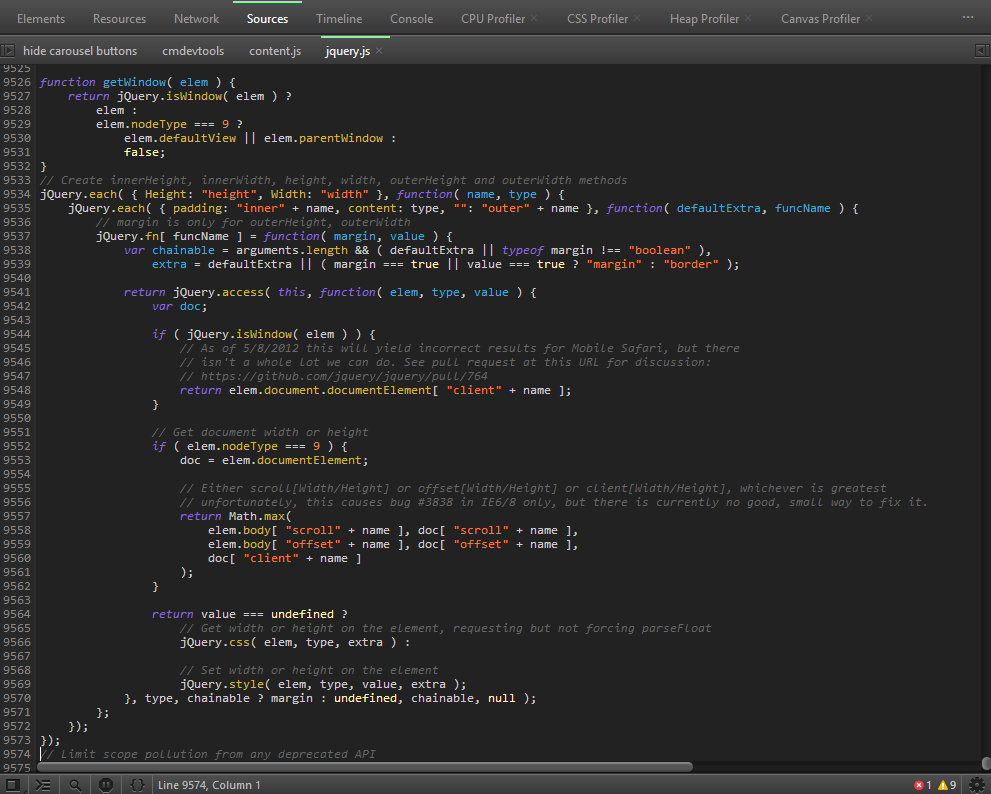 Elements Resources Network Sources Timeline Console CPU Profiler × CSS Profiler × Heap Profiler × Canvas Profiler × ...
hide carousel buttons cmdevtools content.js jquery.js ×
9525
9526 function getWindow( elem ) {
9527 return jQuery.isWindow( elem ) ?
9528 elem :
9529 elem.nodeType === 9 ?
9530 elem.defaultView || elem.parentWindow :
9531 false;
9532 }
9533 // Create innerHeight, innerWidth, height, width, outerHeight and outerWidth methods
9534 jQuery.each( { Height: "height", Width: "width" }, function( name, type ) {
9535 jQuery.each( { padding: "inner" + name, content: type, "": "outer" + name }, function( defaultExtra, funcName ) {
9536 // margin is only for outerHeight, outerWidth
9537 jQuery.fn[ funcName ] = function( margin, value ) {
9538 var chainable = arguments.length && ( defaultExtra || typeof margin !== "boolean" ),
9539 extra = defaultExtra || ( margin === true || value === true ? "margin" : "border" );
9540
9541 return jQuery.access( this, function( elem, type, value ) {
9542 var doc;
9543
9544 if ( jQuery.isWindow( elem ) ) {
9545 // As of 5/8/2012 this will yield incorrect results for Mobile Safari, but there
9546 // isn't a whole lot we can do. See pull request at this URL for discussion:
9547 // https://github.com/jquery/jquery/pull/764
9548 return elem.document.documentElement[ "client" + name ];
9549 }
9550
9551 // Get document width or height
9552 if ( elem.nodeType === 9 ) {
9553 doc = elem.documentElement;
9554
9555 // Either scroll[Width/Height] or offset[Width/Height] or client[Width/Height], whichever is greatest
9556 // unfortunately, this causes bug #3838 in IE6/8 only, but there is currently no good, small way to fix it.
9557 return Math.max(
9558 elem.body[ "scroll" + name ], doc[ "scroll" + name ],
9559 elem.body[ "offset" + name ], doc[ "offset" + name ],
9560 doc[ "client" + name ]
9561 );
9562 }
9563
9564 return value === undefined ?
9565 // Get width or height on the element, requesting but not forcing parseFloat
9566 jQuery.css( elem, type, extra ) :
9567
9568 // Set width or height on the element
9569 jQuery.style( elem, type, value, extra );
9570 }, type, chainable ? margin : undefined, chainable, null );
9571 };
9572 });
9573 });
9574 // Limit scope pollution from any deprecated API
9575
{} Line 9574, Column 1 1 9